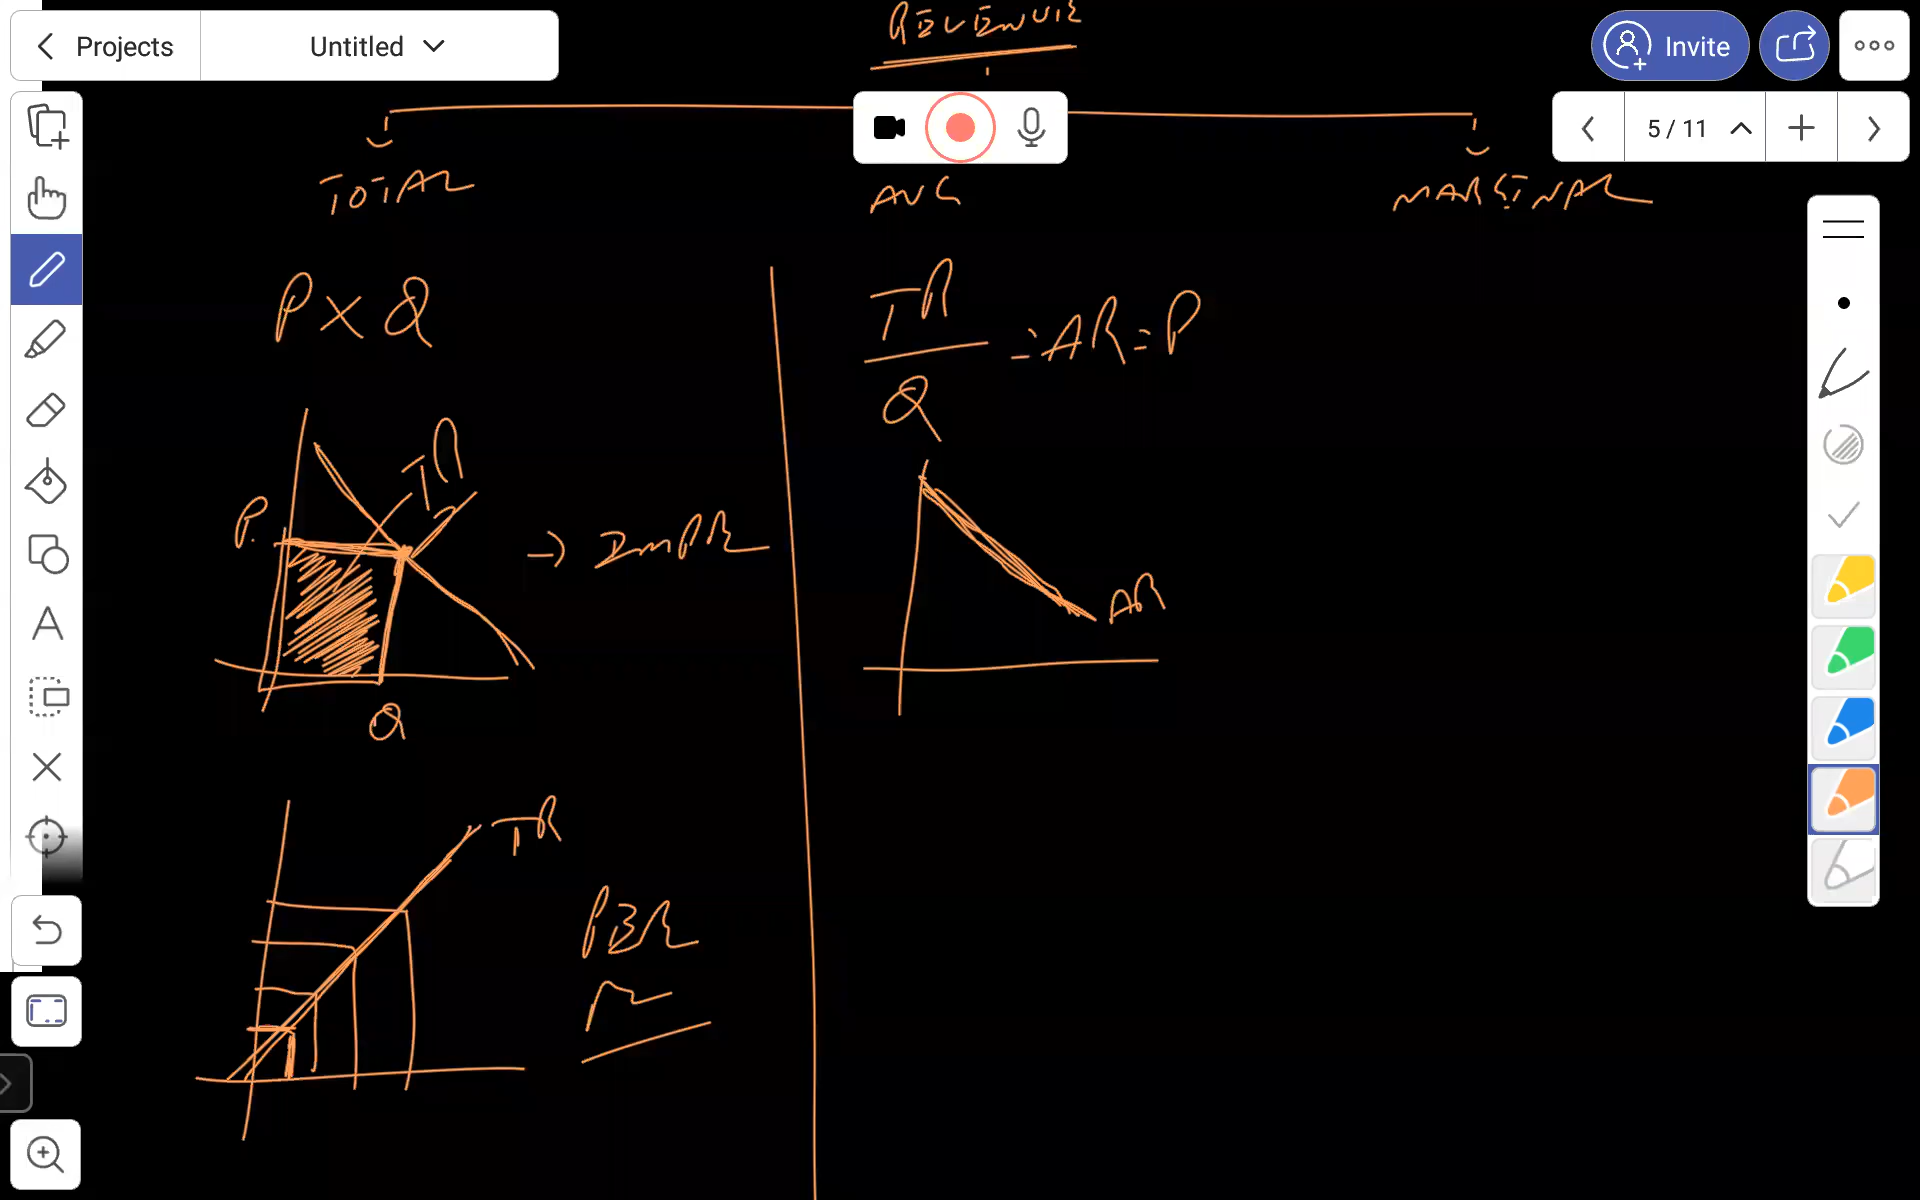 REVENUE
Projects
Untitled
Invite
5 / 11
TOTAL
AVG
MARGINAL
P X Q
TR
Q
= AR = P
TR
P.
→ IMPR
Q
AR
TR
PER
A